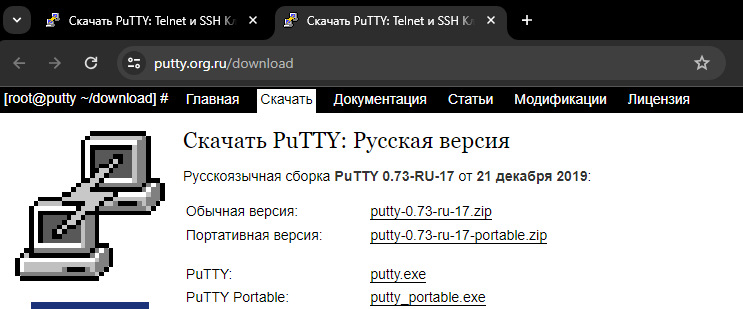 Скачать PuTTY: Telnet и SSH Кл
Скачать PuTTY: Telnet и SSH Кл
putty.org.ru/download
[root@putty ~/download] # Главная Скачать Документация Статьи Модификации Лицензия
Скачать PuTTY: Русская версия
Русскоязычная сборка PuTTY 0.73-RU-17 от 21 декабря 2019:
Обычная версия: putty-0.73-ru-17.zip
Портативная версия: putty-0.73-ru-17-portable.zip
PuTTY: putty.exe
PuTTY Portable: putty_portable.exe